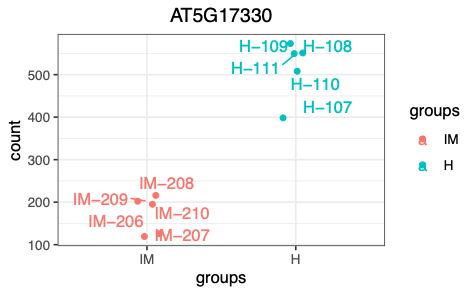 AT5G17330
H−109 H−108
H−111
H−110
H−107
IM−208
IM−209
IM−210
IM−206
IM−207
500
400
300
200
100
count
IM H
groups
groups
a IM
a H